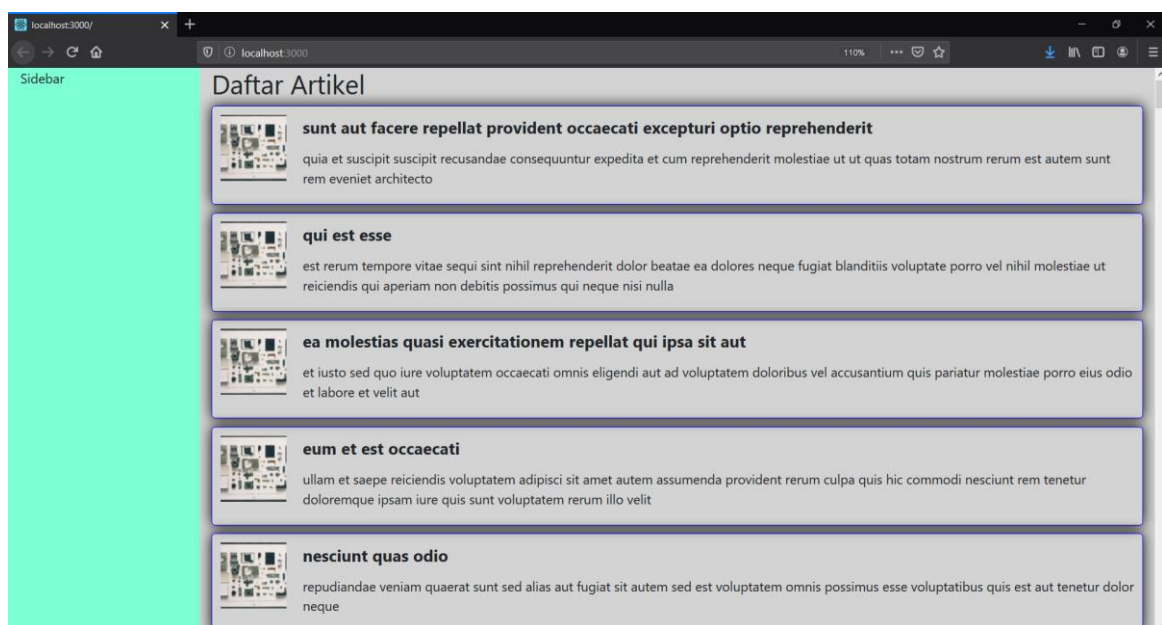 localhost:3000/
localhost:3000
110%
Sidebar
Daftar Artikel
sunt aut facere repellat provident occaecati excepturi optio reprehenderit
quia et suscipit suscipit recusandae consequuntur expedita et cum reprehenderit molestiae ut ut quas totam nostrum rerum est autem sunt
rem eveniet architecto
qui est esse
est rerum tempore vitae sequi sint nihil reprehenderit dolor beatae ea dolores neque fugiat blanditiis voluptate porro vel nihil molestiae ut
reiciendis qui aperiam non debitis possimus qui neque nisi nulla
ea molestias quasi exercitationem repellat qui ipsa sit aut
et iusto sed quo iure voluptatem occaecati omnis eligendi aut ad voluptatem doloribus vel accusantium quis pariatur molestiae porro eius odio
et labore et velit aut
eum et est occaecati
ullam et saepe reiciendis voluptatem adipisci sit amet autem assumenda provident rerum culpa quis hic commodi nesciunt rem tenetur
doloremque ipsam iure quis sunt voluptatem rerum illo velit
nesciunt quas odio
repudiandae veniam quaerat sunt sed alias aut fugiat sit autem sed est voluptatem omnis possimus esse voluptatibus quis est aut tenetur dolor
neque